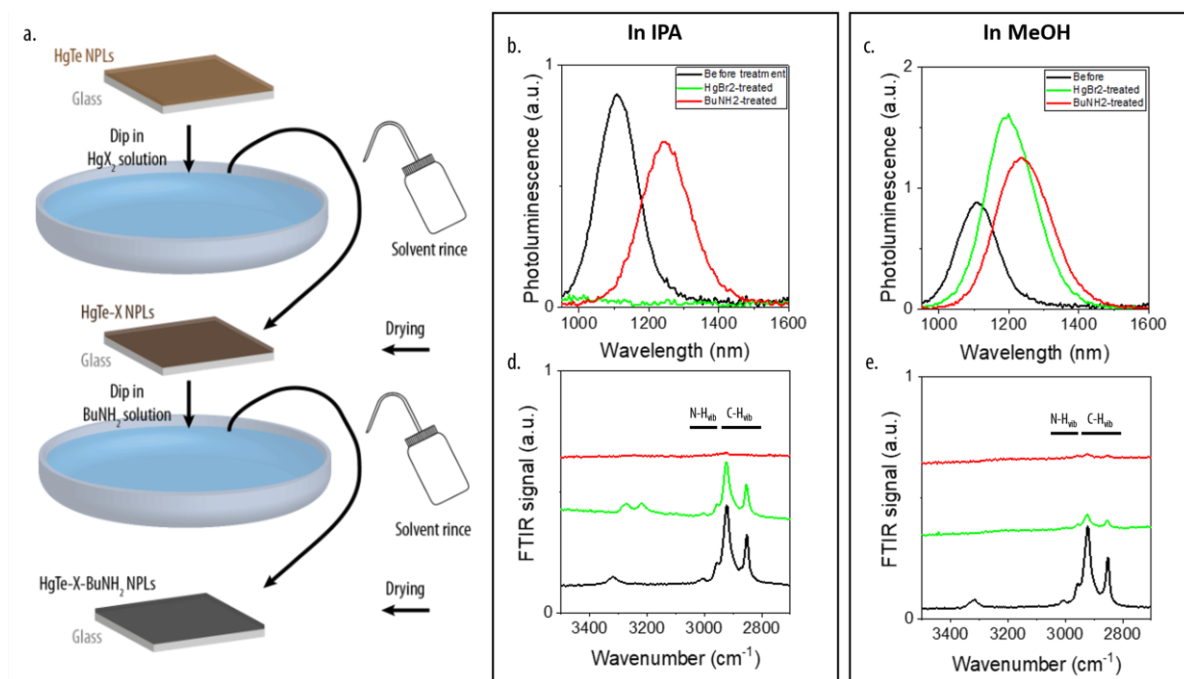 a.
HgTe NPLs
Glass
Dip in
HgX₂
solution
Solvent rince
HgTe-X NPLs
Glass
Drying
Dip in
BuNH₂
solution
Solvent rince
HgTe-X-BuNH₂ NPLs
Glass
Drying
In IPA
b.
1
0
Photoluminescence (a.u.)
Before treatment
HgBr2-treated
BuNH2-treated
1000 1200 1400 1600
Wavelength (nm)
d.
1
0
FTIR signal (a.u.)
N-Hvib C-Hvib
3400 3200 3000 2800
Wavenumber (cm⁻¹)
In MeOH
c.
2
1
0
Photoluminescence (a.u.)
Before
HgBr2-treated
BuNH2-treated
1000 1200 1400 1600
Wavelength (nm)
e.
1
0
FTIR signal (a.u.)
N-Hvib C-Hvib
3400 3200 3000 2800
Wavenumber (cm⁻¹)